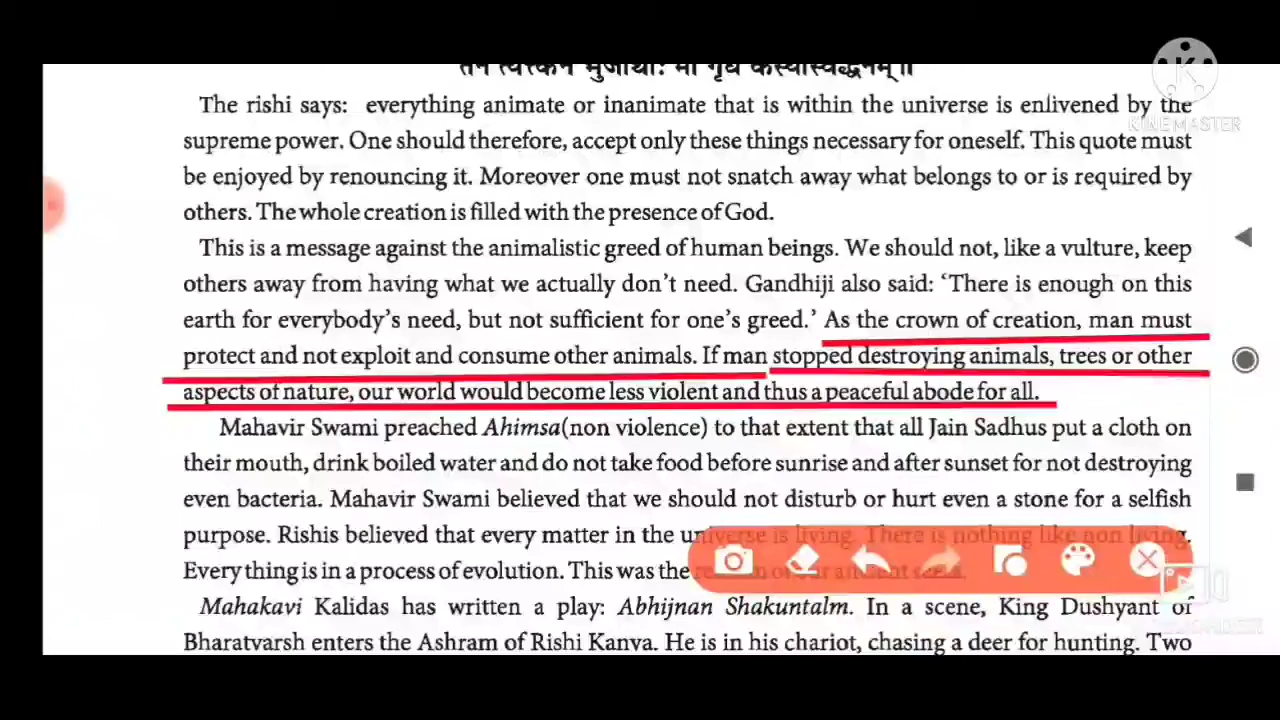 The rishi says: everything animate or inanimate that is within the universe is enlivened by the
supreme power. One should therefore, accept only these things necessary for oneself. This quote must
be enjoyed by renouncing it. Moreover one must not snatch away what belongs to or is required by
others. The whole creation is filled with the presence of God.
This is a message against the animalistic greed of human beings. We should not, like a vulture, keep
others away from having what we actually don't need. Gandhiji also said: ‘There is enough on this
earth for everybody's need, but not sufficient for one's greed.’ As the crown of creation, man must
protect and not exploit and consume other animals. If man stopped destroying animals, trees or other
aspects of nature, our world would become less violent and thus a peaceful abode for all.
Mahavir Swami preached Ahimsa(non violence) to that extent that all Jain Sadhus put a cloth on
their mouth, drink boiled water and do not take food before sunrise and after sunset for not destroying
even bacteria. Mahavir Swami believed that we should not disturb or hurt even a stone for a selfish
purpose. Rishis believed that every matter in the universe is living. There is nothing like non living.
Everything is in a process of evolution. This was the
Mahakavi Kalidas has written a play: Abhijnan Shakuntalm. In a scene, King Dushyant of
Bharatvarsh enters the Ashram of Rishi Kanva. He is in his chariot, chasing a deer for hunting. Two
KINEMASTER